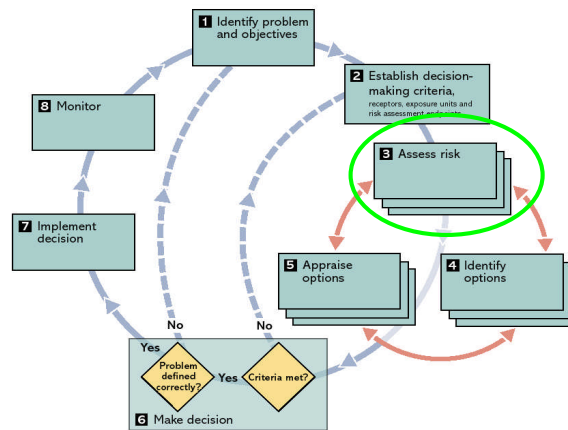 1 Identify problem
and objectives
2 Establish decision-
making criteria,
receptors, exposure units and
risk assessment endpoints
3 Assess risk
4 Identify
options
5 Appraise
options
6 Make decision
Criteria met?
No
Yes
Problem
defined
correctly?
No
Yes
7 Implement
decision
8 Monitor